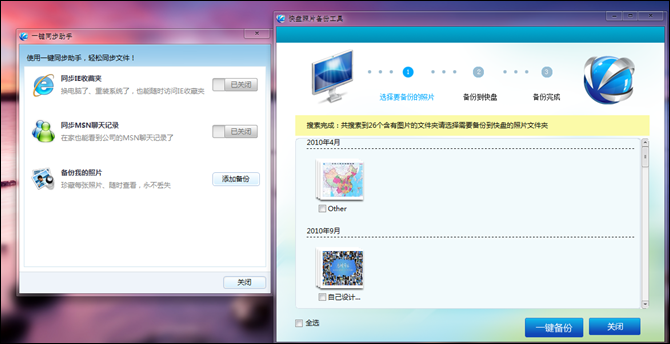 一键同步助手
使用一键同步助手，轻松同步文件！
同步IE收藏夹
换电脑了、重装系统了，也能随时访问IE收藏夹
已关闭
同步MSN聊天记录
在家也能看到公司的MSN聊天记录了
已关闭
备份我的照片
珍藏每张照片、随时查看，永不丢失
添加备份
关闭
快盘照片备份工具
1
2
3
选择要备份的照片
备份到快盘
备份完成
搜索完成：共搜索到26个含有图片的文件夹请选择需要备份到快盘的照片文件夹
2010年4月
Other
2010年9月
自己设计...
全选
一键备份
关闭